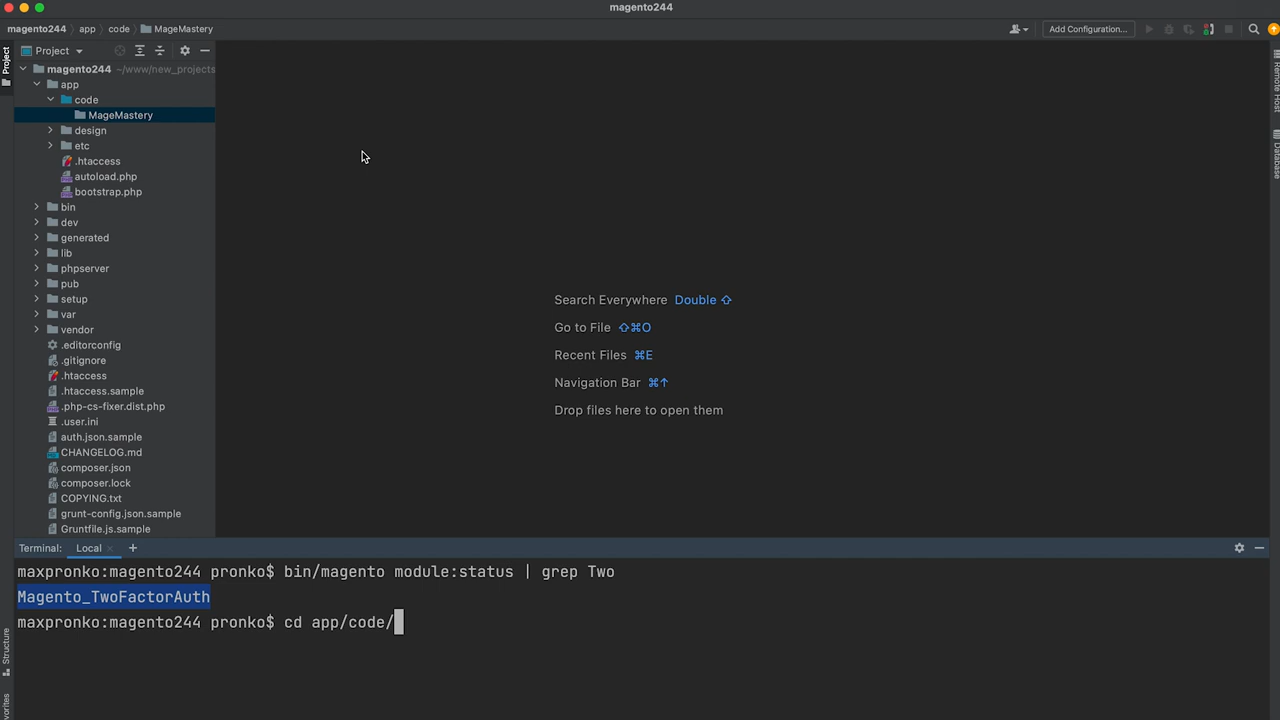 magento244
magento244 app code MageMastery
Add Configuration...
Project
Project
magento244 ~/www/new_projects
app
code
MageMastery
design
etc
.htaccess
autoload.php
bootstrap.php
bin
dev
generated
lib
phpserver
pub
setup
var
vendor
.editorconfig
.gitignore
.htaccess
.htaccess.sample
.php-cs-fixer.dist.php
.user.ini
auth.json.sample
CHANGELOG.md
composer.json
composer.lock
COPYING.txt
grunt-config.json.sample
Gruntfile.js.sample
Search Everywhere Double ⇧
Go to File ⇧⌘O
Recent Files ⌘E
Navigation Bar ⌘↑
Drop files here to open them
Remote Host
Database
Structure
Terminal: Local
maxpronko:magento244 pronko$ bin/magento module:status | grep Two
Magento_TwoFactorAuth
maxpronko:magento244 pronko$ cd app/code/